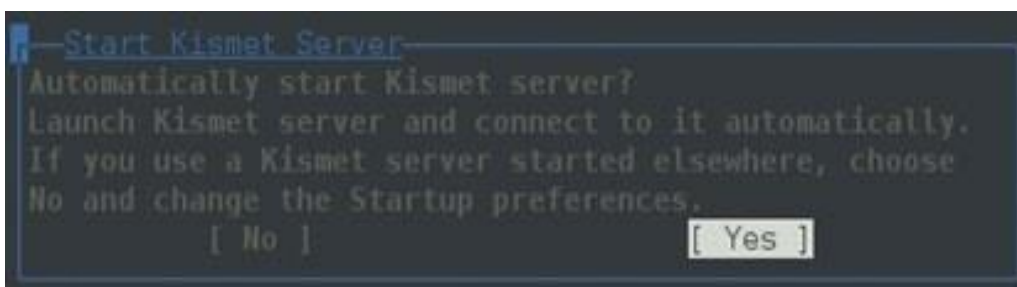 Start Kismet Server
Automatically start Kismet server?
Launch Kismet server and connect to it automatically.
If you use a Kismet server started elsewhere, choose
No and change the Startup preferences.
[ No ] [ Yes ]